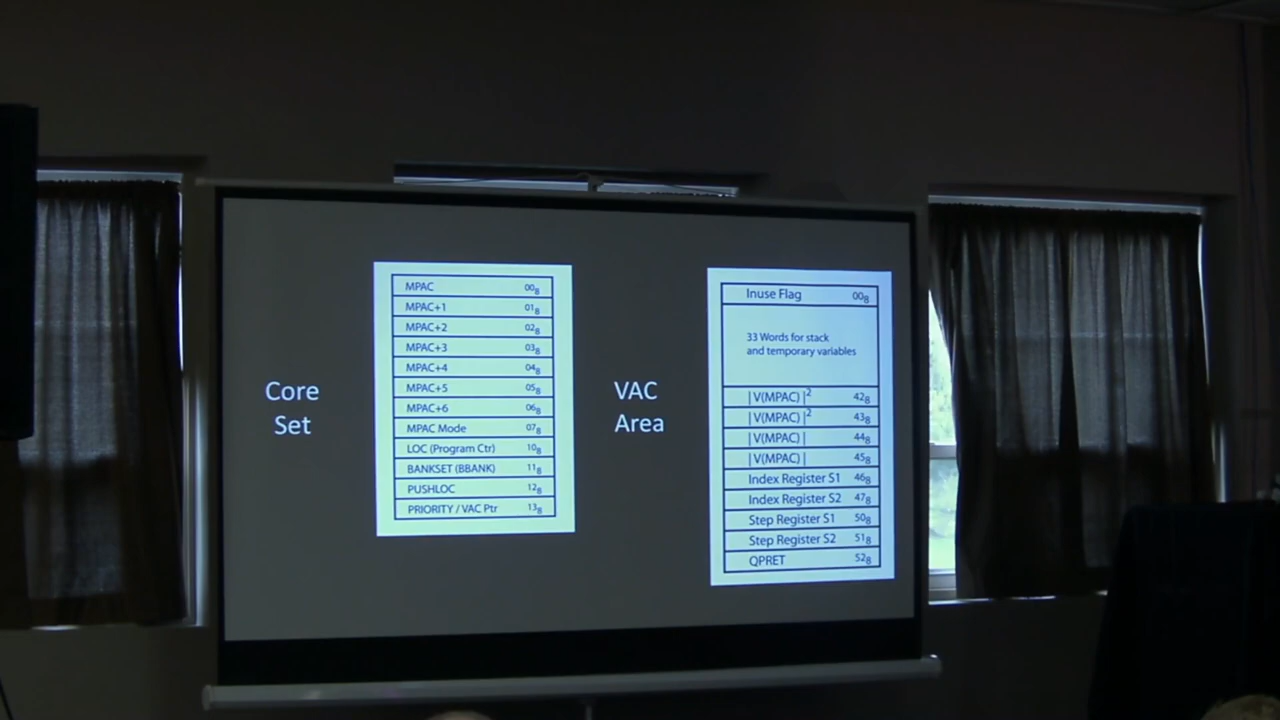 Core
Set
MPAC 00₈
MPAC+1 01₈
MPAC+2 02₈
MPAC+3 03₈
MPAC+4 04₈
MPAC+5 05₈
MPAC+6 06₈
MPAC Mode 07₈
LOC (Program Ctr) 10₈
BANKSET (BBANK) 11₈
PUSHLOC 12₈
PRIORITY / VAC Ptr 13₈
VAC
Area
Inuse Flag 00₈
33 Words for stack
and temporary variables
|V(MPAC)|² 42₈
|V(MPAC)|² 43₈
|V(MPAC)| 44₈
|V(MPAC)| 45₈
Index Register S1 46₈
Index Register S2 47₈
Step Register S1 50₈
Step Register S2 51₈
QPRET 52₈